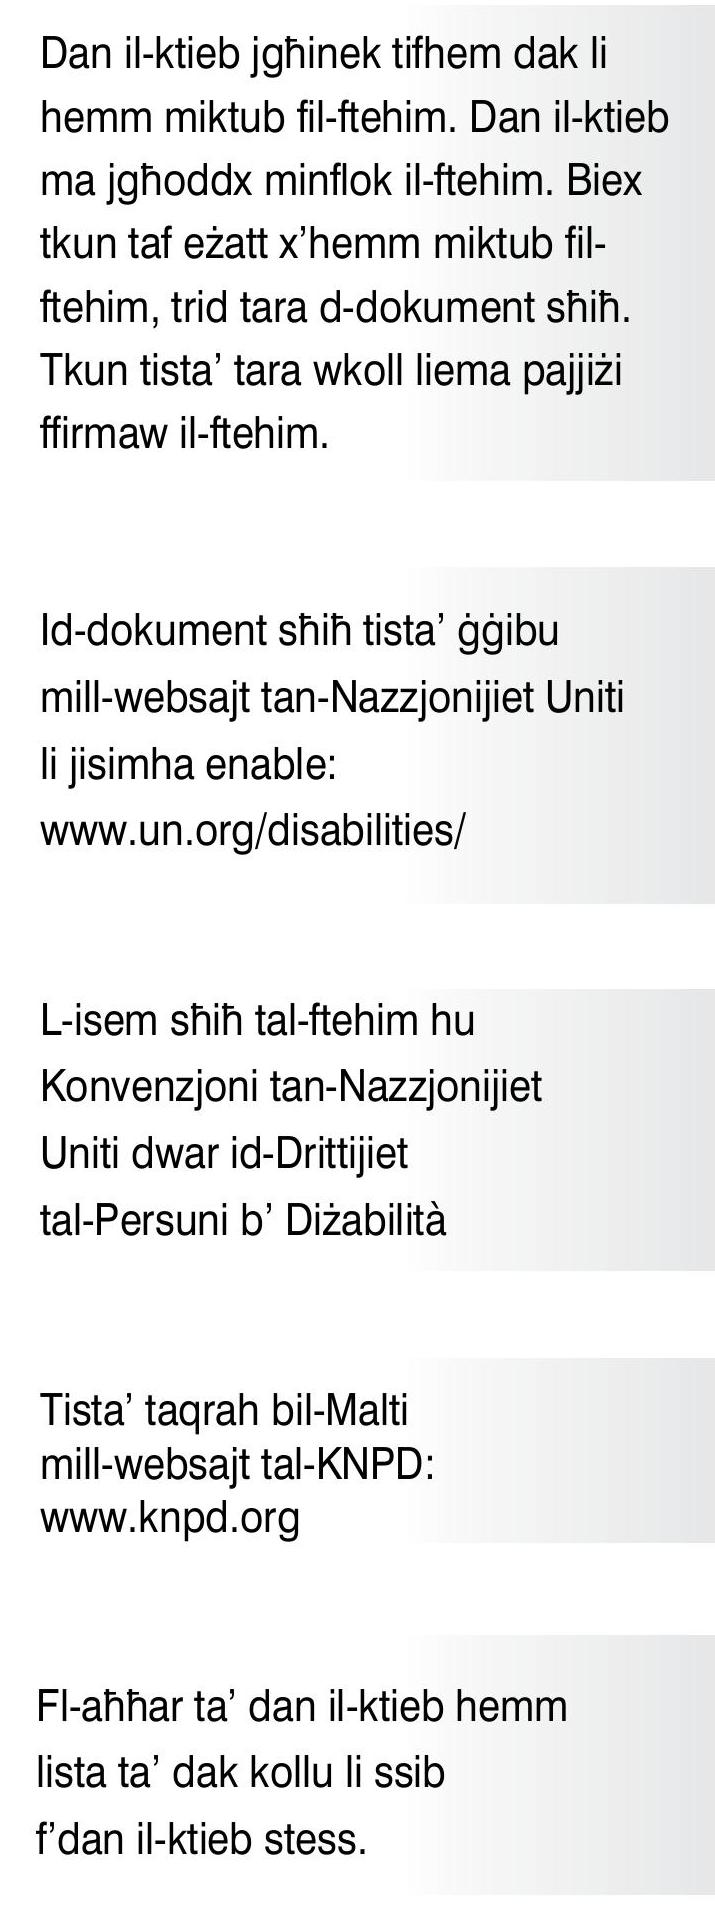 Dan il-ktieb jgħinek tifhem dak li
hemm miktub fil-ftehim. Dan il-ktieb
ma jgħoddx minflok il-ftehim. Biex
tkun taf eżatt x’hemm miktub fil-
ftehim, trid tara d-dokument sħiħ.
Tkun tista’ tara wkoll liema pajjiżi
ffirmaw il-ftehim.
Id-dokument sħiħ tista’ ġġibu
mill-websajt tan-Nazzjonijiet Uniti
li jisimha enable:
www.un.org/disabilities/
L-isem sħiħ tal-ftehim hu
Konvenzjoni tan-Nazzjonijiet
Uniti dwar id-Drittijiet
tal-Persuni b’ Diżabilità
Tista’ taqrah bil-Malti
mill-websajt tal-KNPD:
www.knpd.org
Fl-aħħar ta’ dan il-ktieb hemm
lista ta’ dak kollu li ssib
f’dan il-ktieb stess.